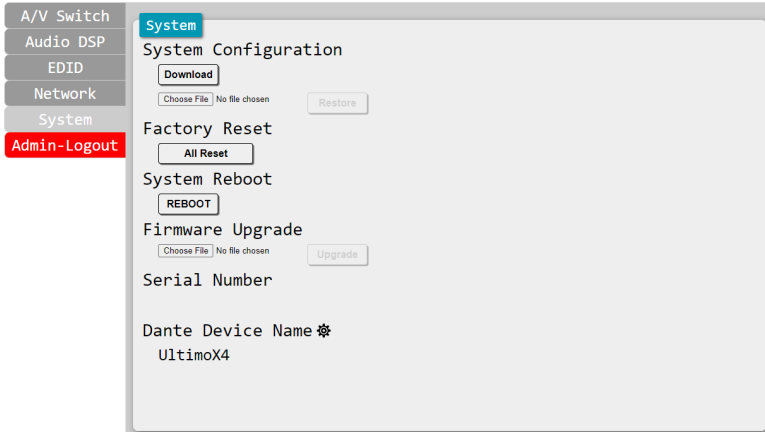 A/V Switch
Audio DSP
EDID
Network
System
Admin-Logout
System
System Configuration
Download
Choose File No file chosen
Restore
Factory Reset
All Reset
System Reboot
REBOOT
Firmware Upgrade
Choose File No file chosen
Upgrade
Serial Number
Dante Device Name
UltimoX4